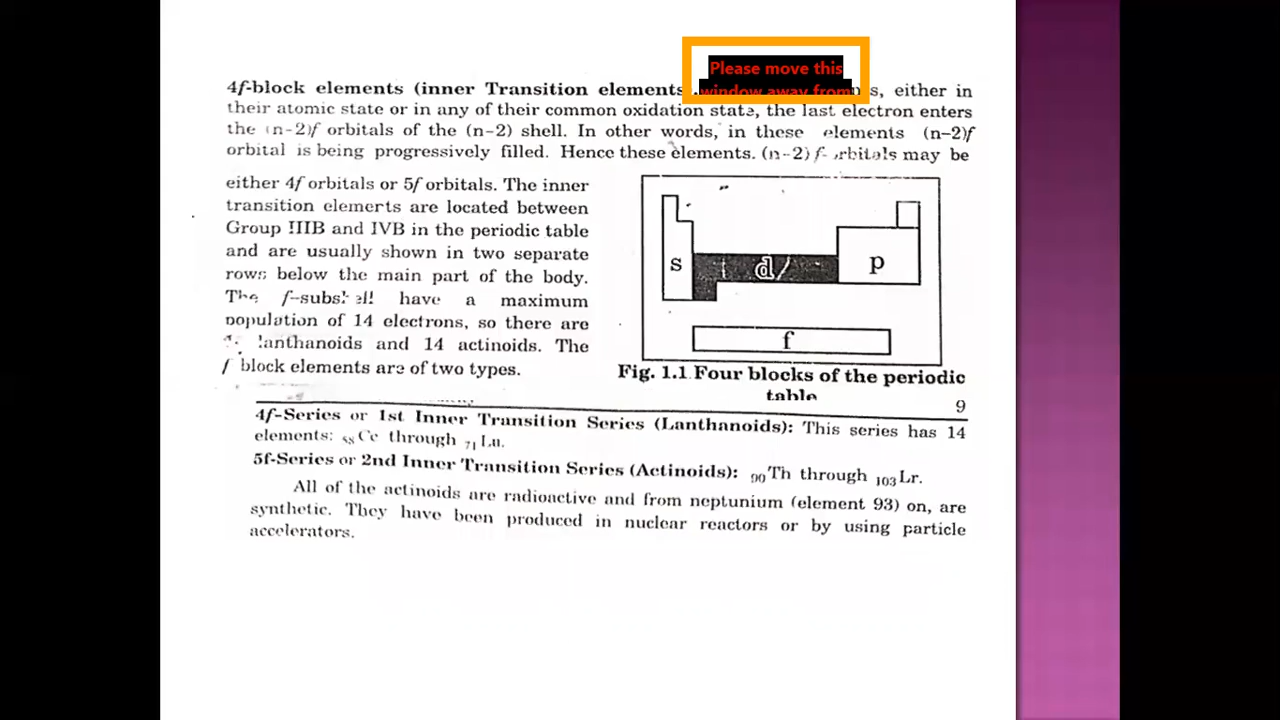 Please move this
window away from
4f-block elements (inner Transition elements s, either in
their atomic state or in any of their common oxidation state, the last electron enters
the (n-2)f orbitals of the (n-2) shell. In other words, in these elements (n-2)f
orbital is being progressively filled. Hence these elements. (n-2) f- rbitals may be
either 4f orbitals or 5f orbitals. The inner
transition elements are located between
Group IIIB and IVB in the periodic table
and are usually shown in two separate
rows below the main part of the body.
The f-subshell have a maximum
population of 14 electrons, so there are
lanthanoids and 14 actinoids. The
f block elements are of two types.
s
d
p
f
Fig. 1.1 Four blocks of the periodic
table
9
4f-Series or 1st Inner Transition Series (Lanthanoids): This series has 14
elements: 58Ce through 71Lu.
5f-Series or 2nd Inner Transition Series (Actinoids): 90Th through 103Lr.
All of the actinoids are radioactive and from neptunium (element 93) on, are
synthetic. They have been produced in nuclear reactors or by using particle
accelerators.